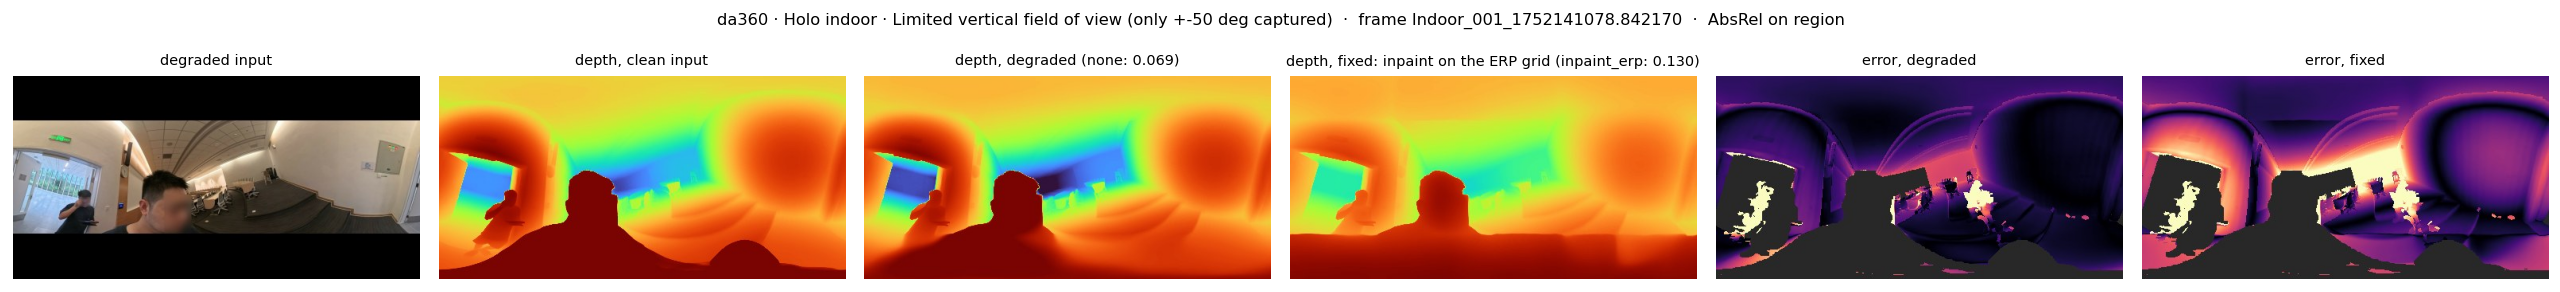 da360 · Holo indoor · Limited vertical field of view (only +-50 deg captured) · frame Indoor_001_1752141078.842170 · AbsRel on region
degraded input
depth, clean input
depth, degraded (none: 0.069)
depth, fixed: inpaint on the ERP grid (inpaint_erp: 0.130)
error, degraded
error, fixed